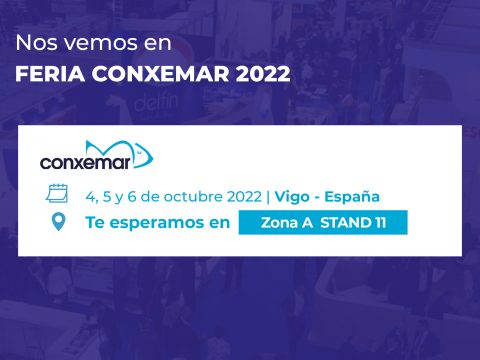 Nos vemos en
FERIA CONXEMAR 2022
delfín
conxemar
4, 5 y 6 de octubre 2022 | Vigo - España
Te esperamos en Zona A STAND 11